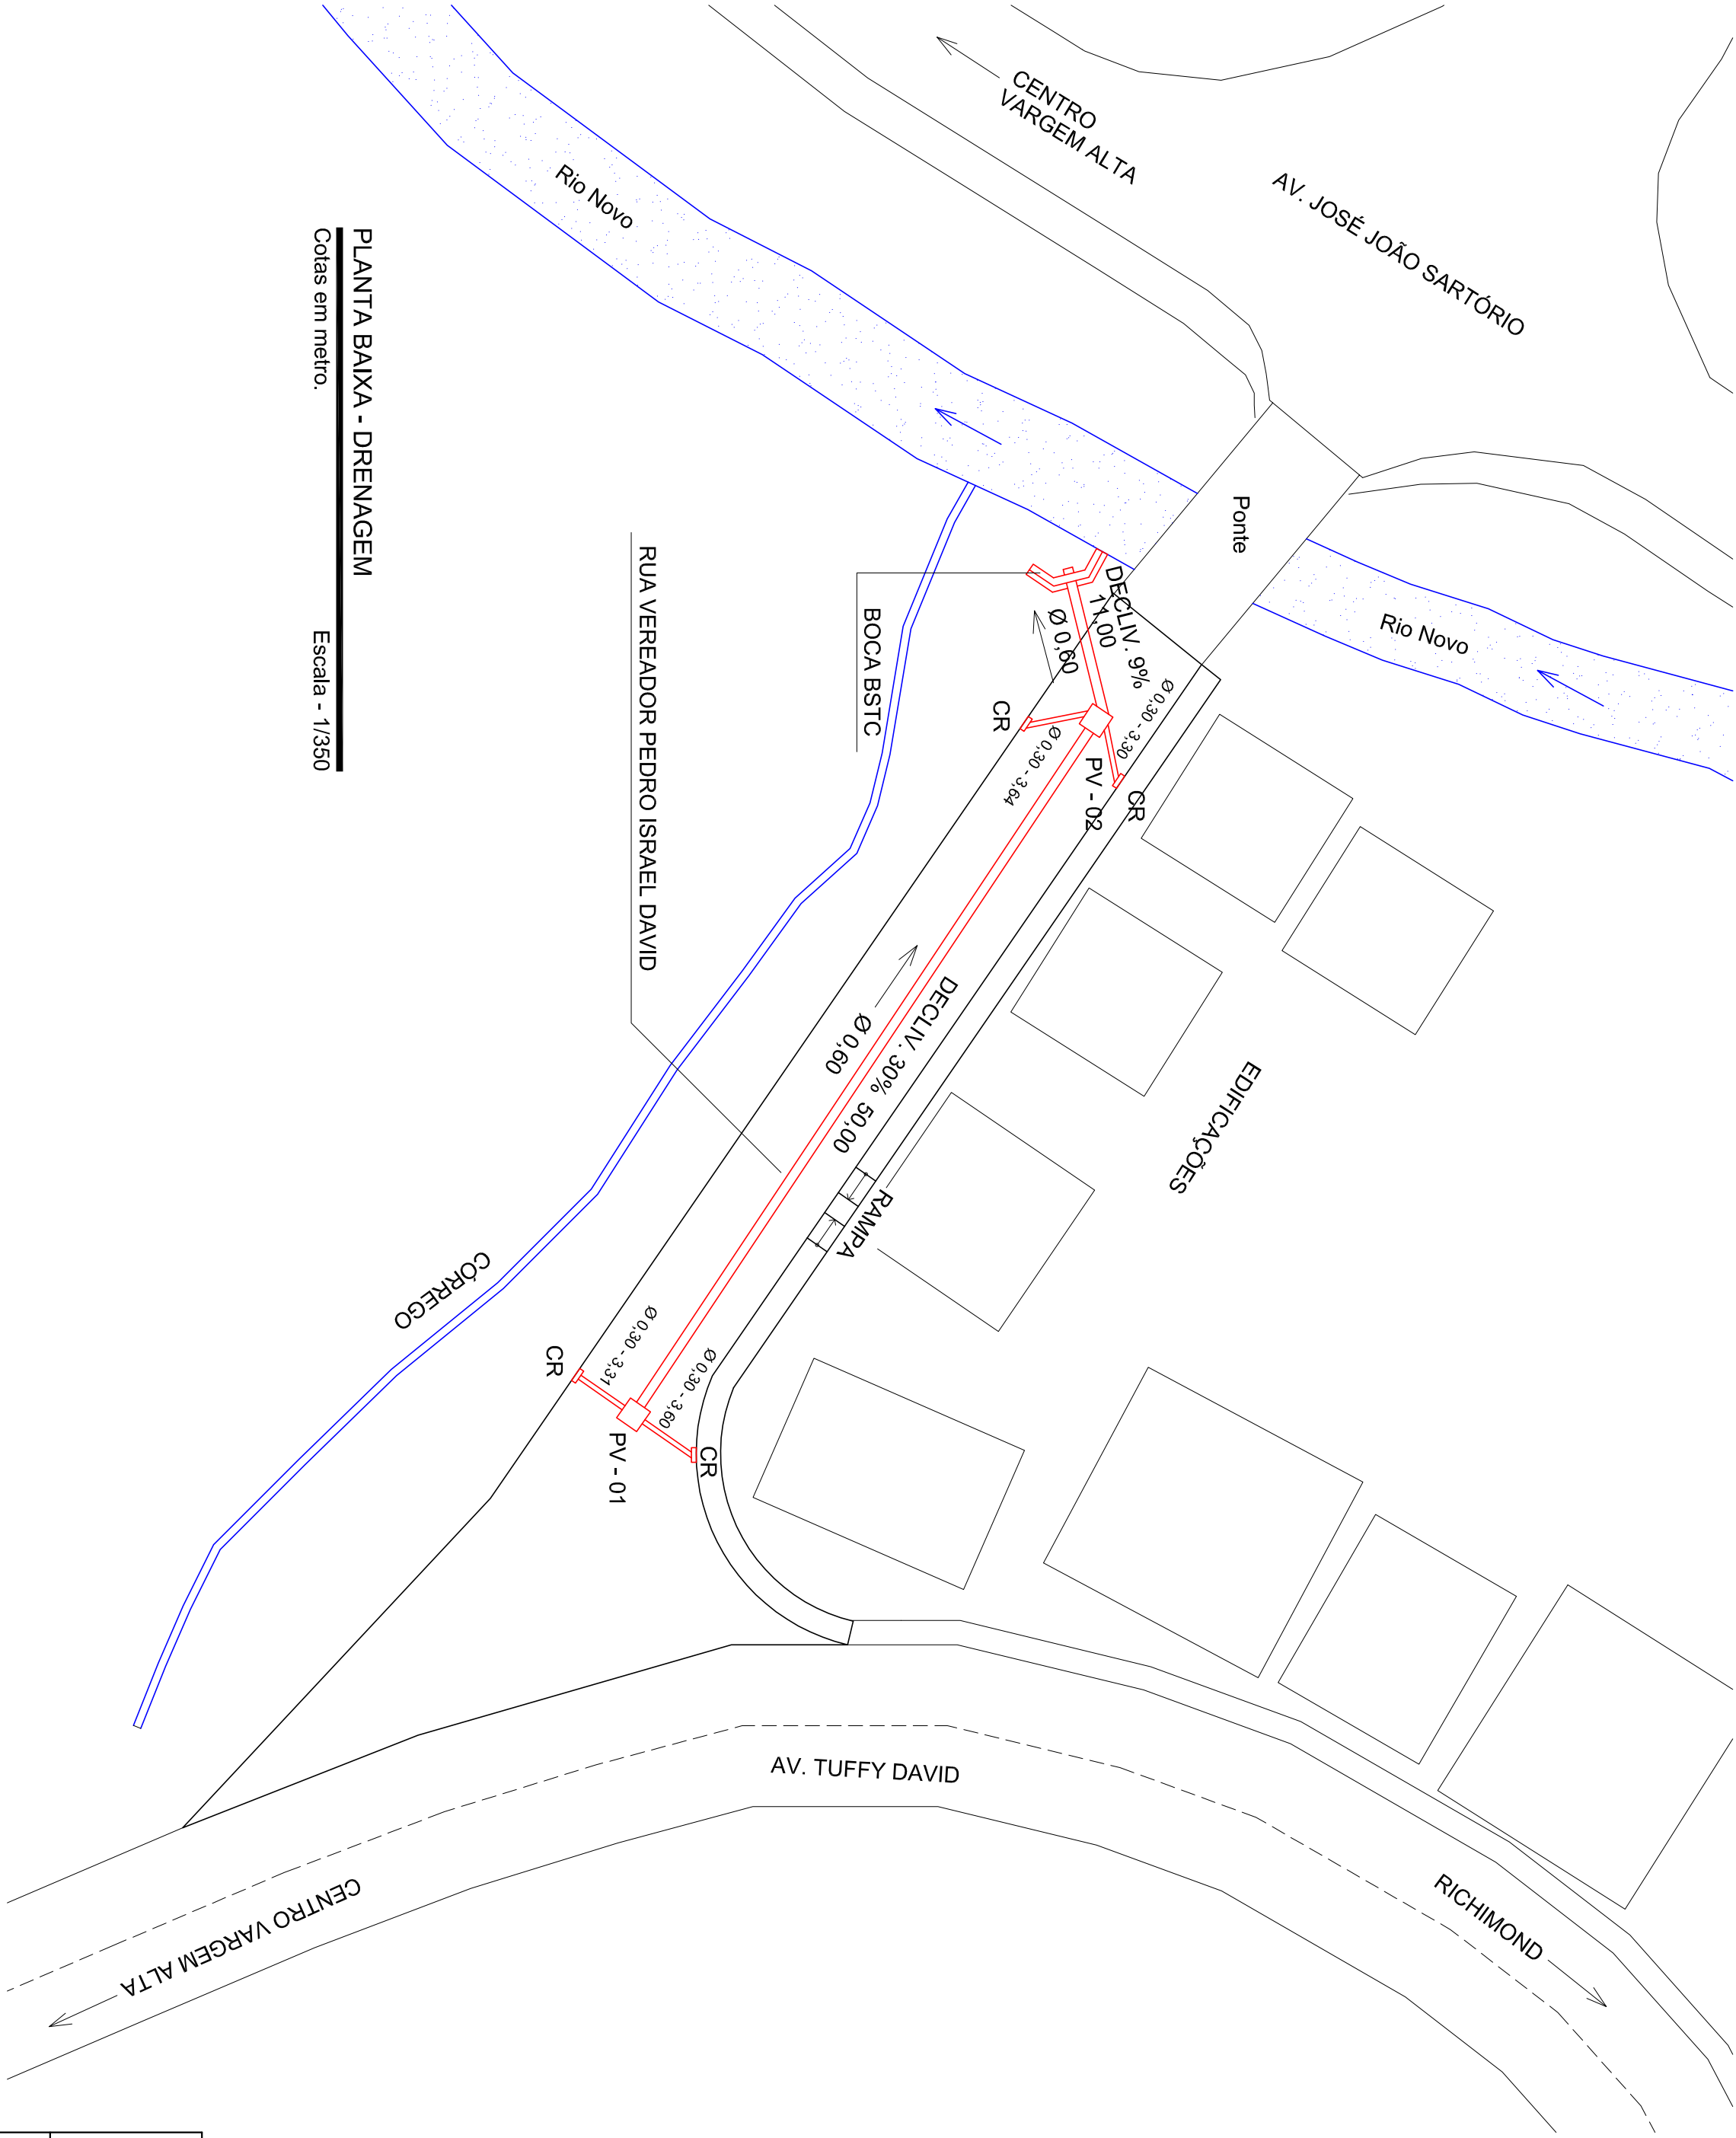 CENTRO
VARGEM ALTA
AV. JOSÉ JOÃO SARTÓRIO
Rio Novo
Ponte
Rio Novo
PLANTA BAIXA - DRENAGEM
Cotas em metro.
Escala - 1/350
RUA VEREADOR PEDRO ISRAEL DAVID
BOCA BSTC
DECLIV. 9%
11,00
Ø 0,60
Ø 0,30 - 3,30
CR
Ø 0,30 - 3,64
PV - 02
CR
EDIFICAÇÕES
DECLIV. 30% 50,00
Ø 0,60
RAMPA
CÓRREGO
Ø 0,30 - 3,31
Ø 0,30 - 3,60
CR
CR
PV - 01
AV. TUFFY DAVID
CENTRO VARGEM ALTA
RICHIMOND